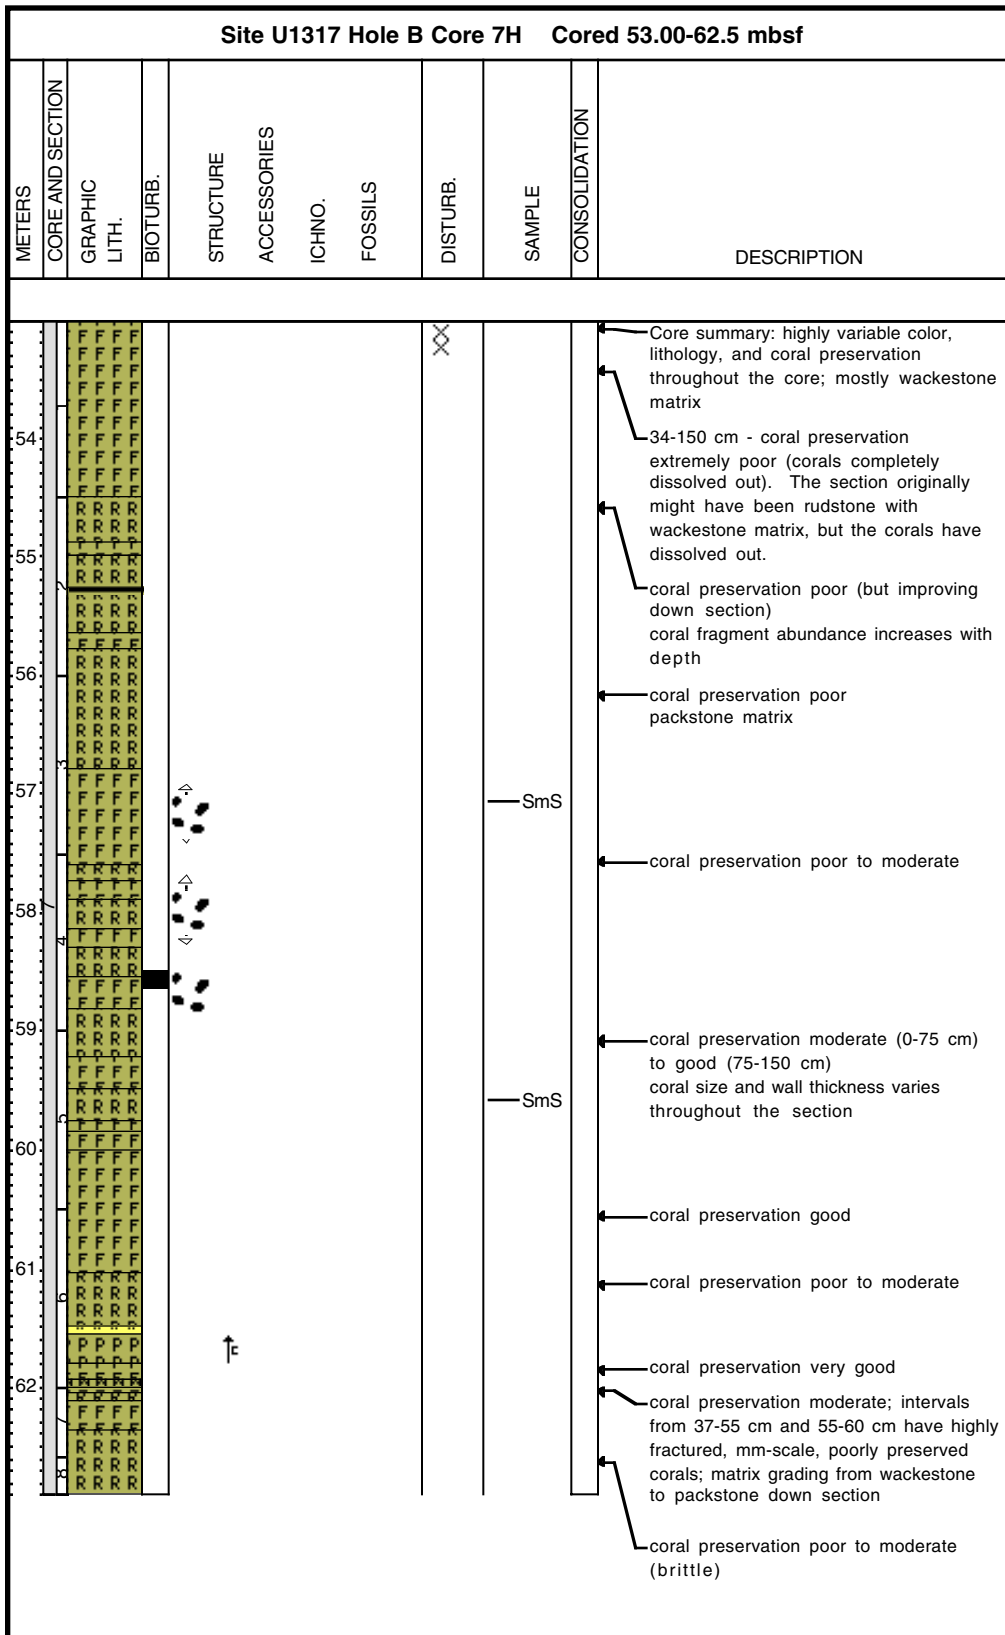 Site U1317 Hole B Core 7H Cored 53.00-62.5 mbsf
METERS
CORE AND SECTION
GRAPHIC
LITH.
BIOTURB.
STRUCTURE
ACCESSORIES
ICHNO.
FOSSILS
DISTURB.
SAMPLE
CONSOLIDATION
DESCRIPTION
Core summary: highly variable color,
lithology, and coral preservation
throughout the core; mostly wackestone
matrix
54
34-150 cm - coral preservation
extremely poor (corals completely
dissolved out). The section originally
might have been rudstone with
wackestone matrix, but the corals have
dissolved out.
55
2
coral preservation poor (but improving
down section)
coral fragment abundance increases with
depth
56
coral preservation poor
packstone matrix
3
57
SmS
coral preservation poor to moderate
7
58
4
59
coral preservation moderate (0-75 cm)
to good (75-150 cm)
coral size and wall thickness varies
throughout the section
SmS
5
60
coral preservation good
61
coral preservation poor to moderate
6
P P P P
coral preservation very good
62
coral preservation moderate; intervals
from 37-55 cm and 55-60 cm have highly
fractured, mm-scale, poorly preserved
corals; matrix grading from wackestone
to packstone down section
7
8
coral preservation poor to moderate
(brittle)